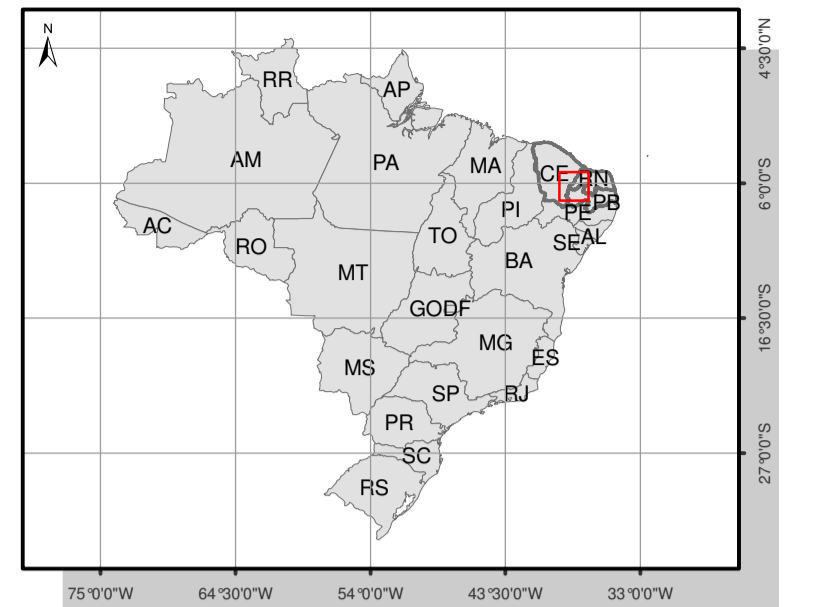 N
4°30'0"N
RR
AP
AM
PA
MA
CE
RN
6°0'0"S
PI
PB
PE
AC
TO
AL
SE
RO
BA
MT
GO
DF
16°30'0"S
MG
ES
MS
SP
RJ
PR
27°0'0"S
SC
RS
75°0'0"W 64°30'0"W 54°0'0"W 43°30'0"W 33°0'0"W